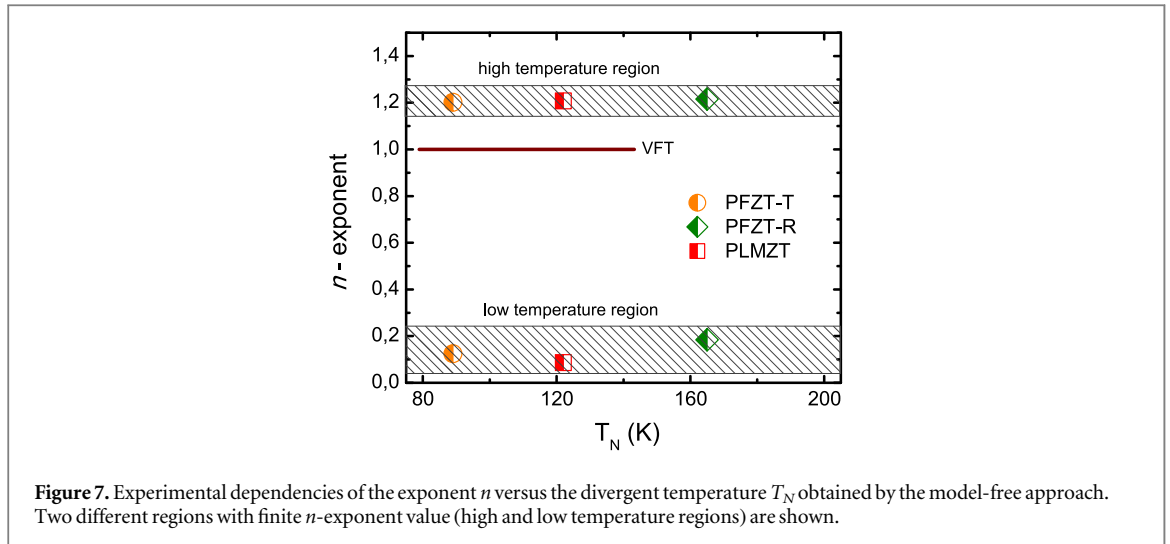 1,4
high temperature region
1,2
1,0
VFT
0,8
PFZT-T
PFZT-R
PLMZT
0,6
n - exponent
0,4
low temperature region
0,2
0,0
80 120 160 200
T_N (K)
Figure 7. Experimental dependencies of the exponent n versus the divergent temperature T_N obtained by the model-free approach.
Two different regions with finite n-exponent value (high and low temperature regions) are shown.